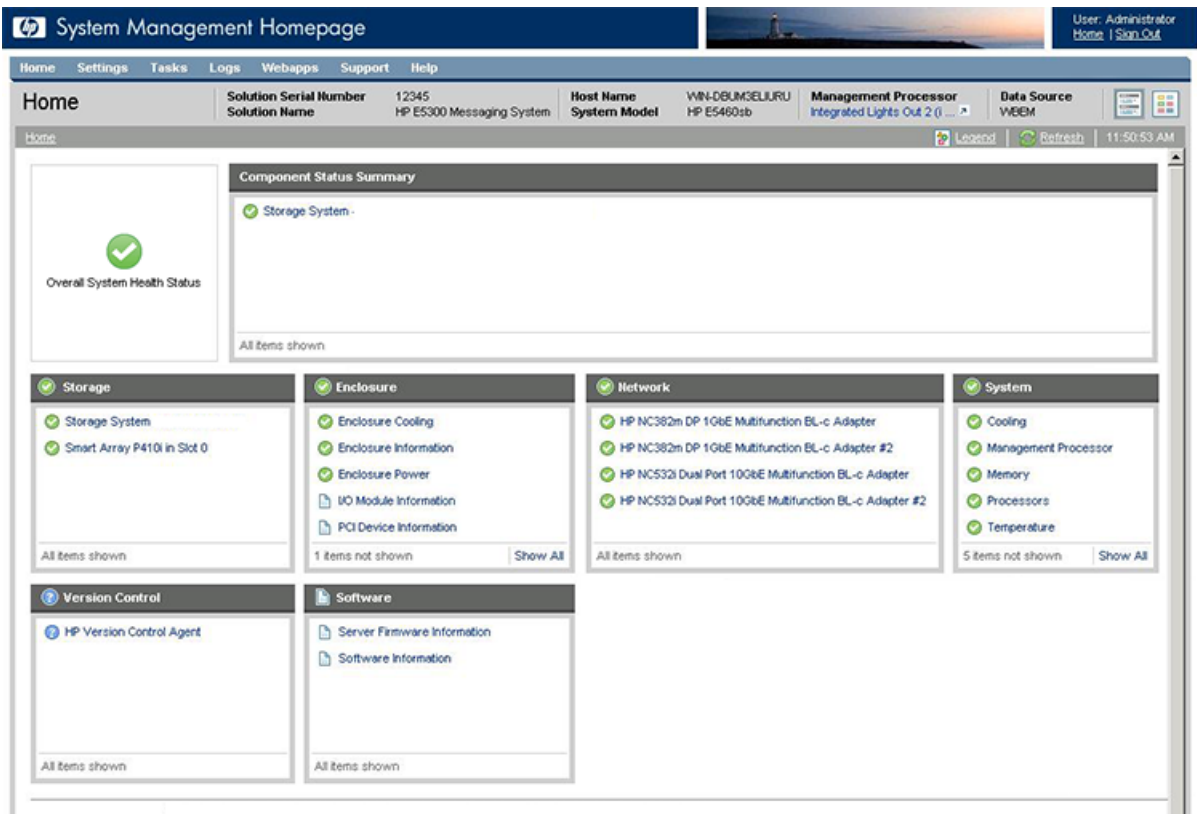 hp System Management Homepage
User: Administrator
Home | Sign Out
Home Settings Tasks Logs Webapps Support Help
Home
Solution Serial Number 12345
Solution Name HP E5300 Messaging System
Host Name WIN-DBUM3ELIURU
System Model HP E5460sb
Management Processor
Integrated Lights Out 2 (i ...
Data Source
WBEM
Home
Legend | Refresh | 11:50:53 AM
Overall System Health Status
Component Status Summary
Storage System -
All items shown
Storage
Storage System
Smart Array P410i in Slot 0
All items shown
Enclosure
Enclosure Cooling
Enclosure Information
Enclosure Power
I/O Module Information
PCI Device Information
1 items not shown Show All
Network
HP NC382m DP 1GbE Multifunction BL-c Adapter
HP NC382m DP 1GbE Multifunction BL-c Adapter #2
HP NC532i Dual Port 10GbE Multifunction BL-c Adapter
HP NC532i Dual Port 10GbE Multifunction BL-c Adapter #2
All items shown
System
Cooling
Management Processor
Memory
Processors
Temperature
5 items not shown Show All
Version Control
HP Version Control Agent
All items shown
Software
Server Firmware Information
Software Information
All items shown